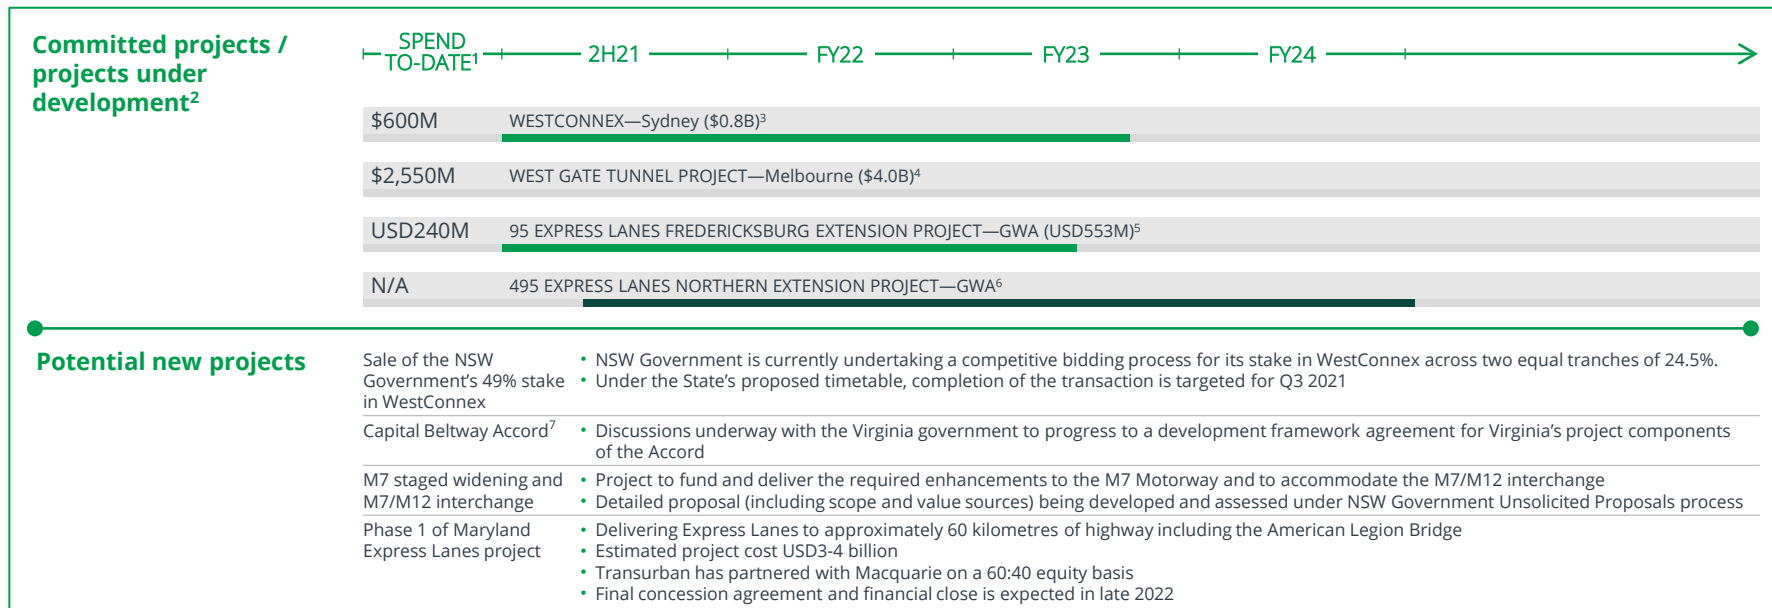 Committed projects /
projects under
development²
SPEND
TO-DATE¹
2H21
FY22
FY23
FY24
$600M
WESTCONNEX—Sydney ($0.8B)³
$2,550M
WEST GATE TUNNEL PROJECT—Melbourne ($4.0B)⁴
USD240M
95 EXPRESS LANES FREDERICKSBURG EXTENSION PROJECT—GWA (USD553M)⁵
N/A
495 EXPRESS LANES NORTHERN EXTENSION PROJECT—GWA⁶
Potential new projects
Sale of the NSW
Government's 49% stake
in WestConnex
• NSW Government is currently undertaking a competitive bidding process for its stake in WestConnex across two equal tranches of 24.5%.
• Under the State's proposed timetable, completion of the transaction is targeted for Q3 2021
Capital Beltway Accord⁷
• Discussions underway with the Virginia government to progress to a development framework agreement for Virginia's project components
of the Accord
M7 staged widening and
M7/M12 interchange
• Project to fund and deliver the required enhancements to the M7 Motorway and to accommodate the M7/M12 interchange
• Detailed proposal (including scope and value sources) being developed and assessed under NSW Government Unsolicited Proposals process
Phase 1 of Maryland
Express Lanes project
• Delivering Express Lanes to approximately 60 kilometres of highway including the American Legion Bridge
• Estimated project cost USD3-4 billion
• Transurban has partnered with Macquarie on a 60:40 equity basis
• Final concession agreement and financial close is expected in late 2022